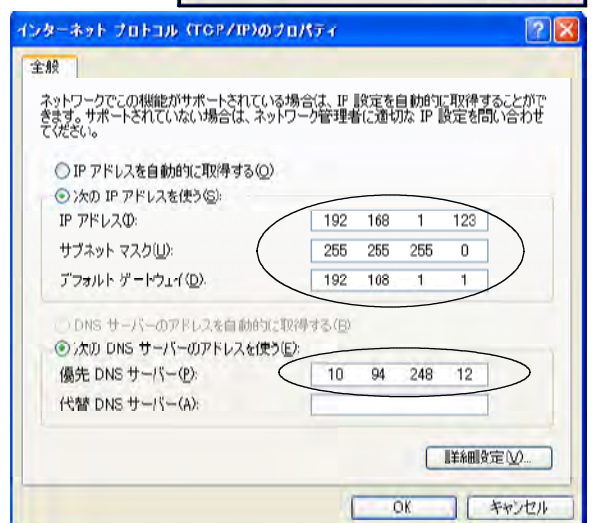 インターネット プロトコル (TCP/IP)のプロパティ
全般
ネットワークでこの機能がサポートされている場合は、IP 設定を自動的に取得することがで
きます。サポートされていない場合は、ネットワーク管理者に適切な IP 設定を問い合わせ
てください。
IP アドレスを自動的に取得する(O)
次の IP アドレスを使う(S):
IP アドレス(I): 192 168 1 123
サブネット マスク(U): 255 255 255 0
デフォルト ゲートウェイ(D): 192 168 1 1
DNS サーバーのアドレスを自動的に取得する(B)
次の DNS サーバーのアドレスを使う(E):
優先 DNS サーバー(P): 10 94 248 12
代替 DNS サーバー(A):
詳細設定(V)...
OK キャンセル